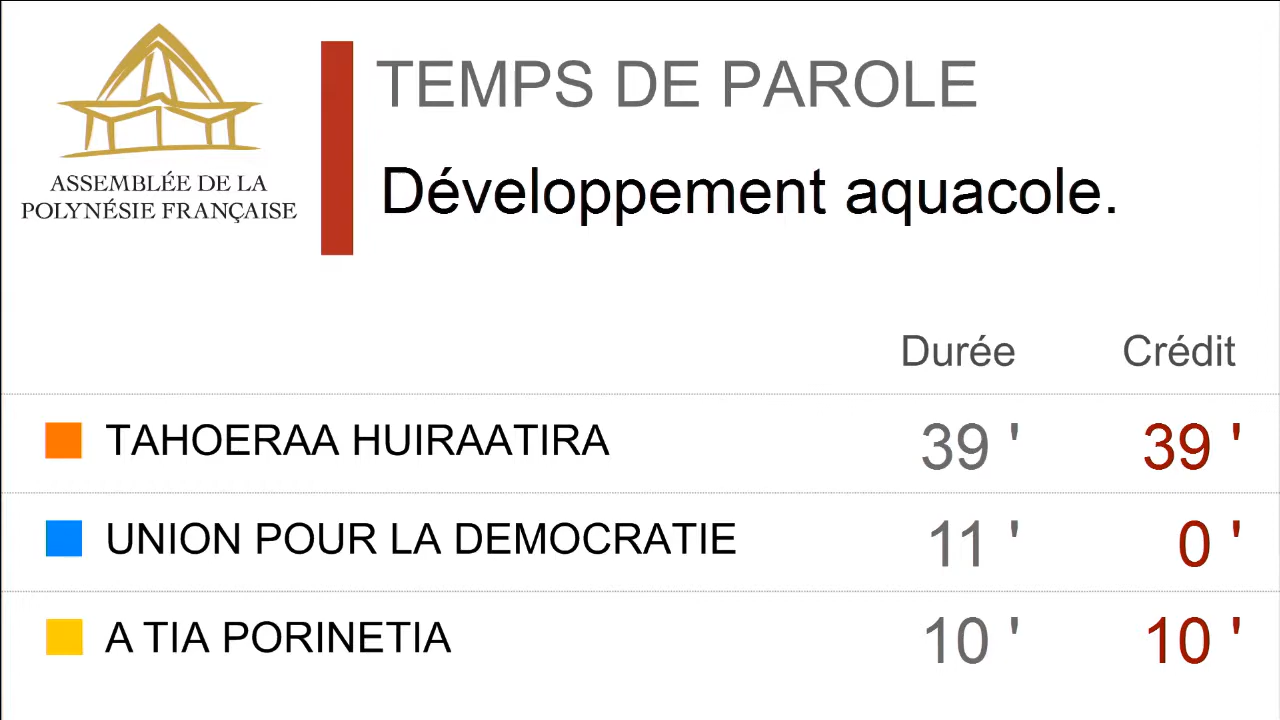 ASSEMBLÉE DE LA
POLYNÉSIE FRANÇAISE
TEMPS DE PAROLE
Développement aquacole.
Durée Crédit
TAHOERAA HUIRAATIRA 39 ' 39 '
UNION POUR LA DEMOCRATIE 11 ' 0 '
A TIA PORINETIA 10 ' 10 '